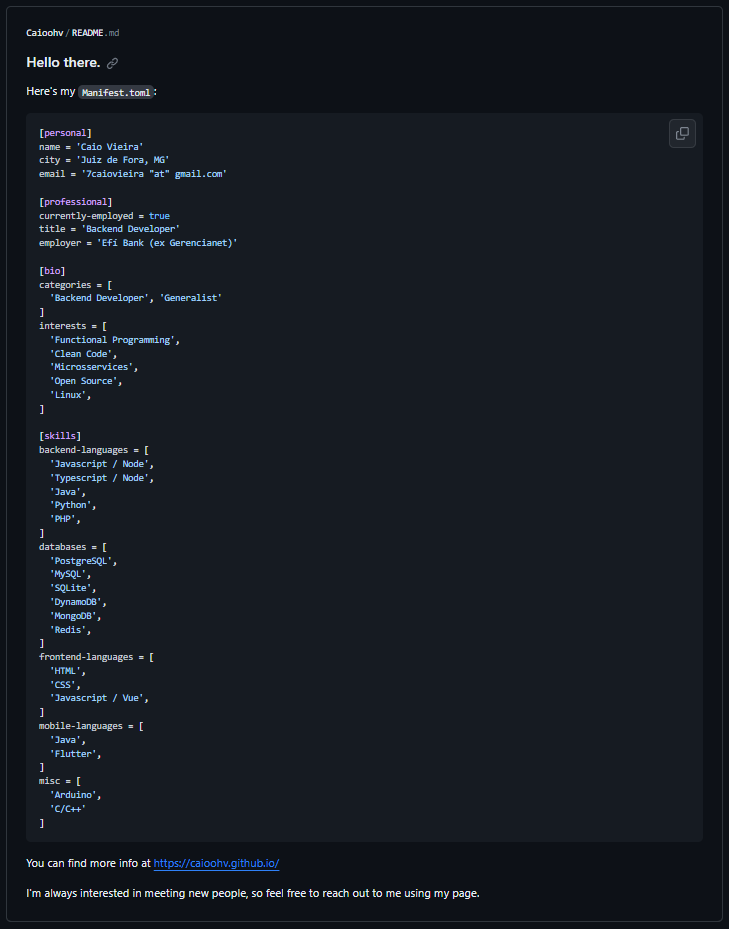 Caioohv / README.md
Hello there.
Here's my Manifest.toml:
[personal]
name = 'Caio Vieira'
city = 'Juiz de Fora, MG'
email = '7caiovieira "at" gmail.com'
[professional]
currently-employed = true
title = 'Backend Developer'
employer = 'Efí Bank (ex Gerencianet)'
[bio]
categories = [
  'Backend Developer', 'Generalist'
]
interests = [
  'Functional Programming',
  'Clean Code',
  'Microsservices',
  'Open Source',
  'Linux',
]
[skills]
backend-languages = [
  'Javascript / Node',
  'Typescript / Node',
  'Java',
  'Python',
  'PHP',
]
databases = [
  'PostgreSQL',
  'MySQL',
  'SQLite',
  'DynamoDB',
  'MongoDB',
  'Redis',
]
frontend-languages = [
  'HTML',
  'CSS',
  'Javascript / Vue',
]
mobile-languages = [
  'Java',
  'Flutter',
]
misc = [
  'Arduino',
  'C/C++'
]
You can find more info at https://caioohv.github.io/
I'm always interested in meeting new people, so feel free to reach out to me using my page.